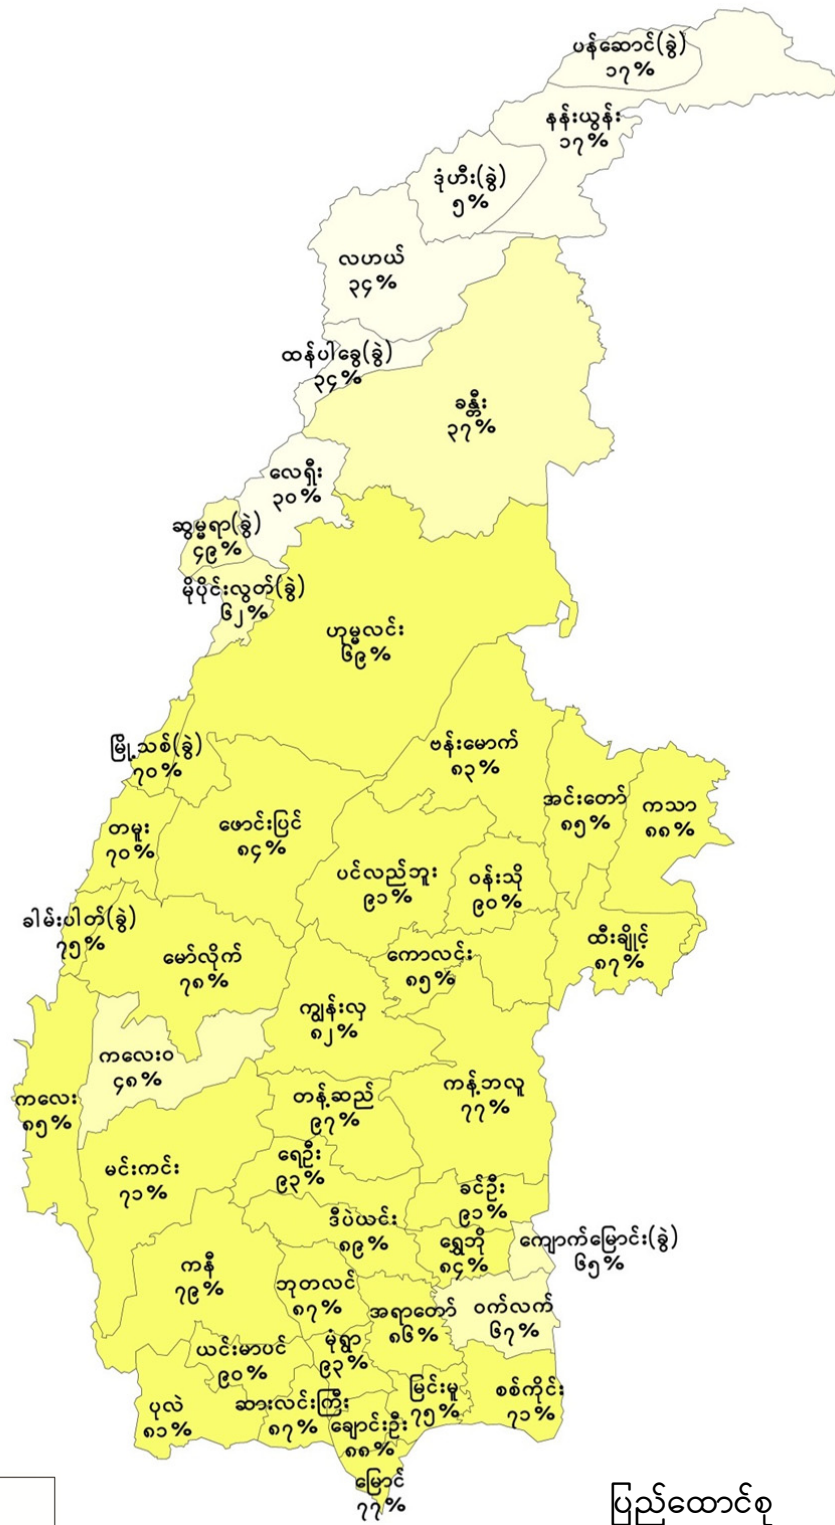 ပန်ဆောင်(ခွဲ)
၁၇%
နန်းယွန်း
၁၇%
ဒုံဟီး(ခွဲ)
၅%
လဟယ်
၃၄%
ထန်ပါခွေ(ခွဲ)
၃၄%
ခန္တီး
၃၇%
လေရှီး
၃၀%
ဆွမ္မရာ(ခွဲ)
၄၉%
မိုပိုင်းလွတ်(ခွဲ)
၆၂%
ဟုမ္မလင်း
၆၉%
မြို့သစ်(ခွဲ)
၇၀%
ဗန်းမောက်
၈၃%
အင်းတော်
၈၅%
ကသာ
၈၈%
တမူး
၇၀%
ဖောင်းပြင်
၈၄%
ပင်လည်ဘူး
၉၁%
ဝန်းသို
၉၀%
ခါမ်းပါတ်(ခွဲ)
၇၅%
မော်လိုက်
၇၈%
ကောလင်း
၈၅%
ထီးချိုင့်
၈၇%
ကျွန်းလှ
၈၂%
ကလေးဝ
၄၈%
ကလေး
၈၅%
တန့်ဆည်
၉၇%
ကန့်ဘလူ
၇၇%
မင်းကင်း
၇၁%
ရေဦး
၉၃%
ခင်ဦး
၉၁%
ဒီပဲယင်း
၈၉%
ရွှေဘို
၈၄%
ကျောက်မြောင်း(ခွဲ)
၆၅%
ကနီ
၇၉%
ဘုတလင်
၈၇%
အရာတော်
၈၆%
ဝက်လက်
၆၇%
ယင်းမာပင်
၉၀%
မုံရွာ
၉၃%
ပုလဲ
၈၁%
ဆားလင်းကြီး
၈၇%
ချောင်းဦး
၈၈%
မြင်းမူ
၇၅%
စစ်ကိုင်း
၇၁%
မြောင်
၇၇%
ပြည်ထောင်စု